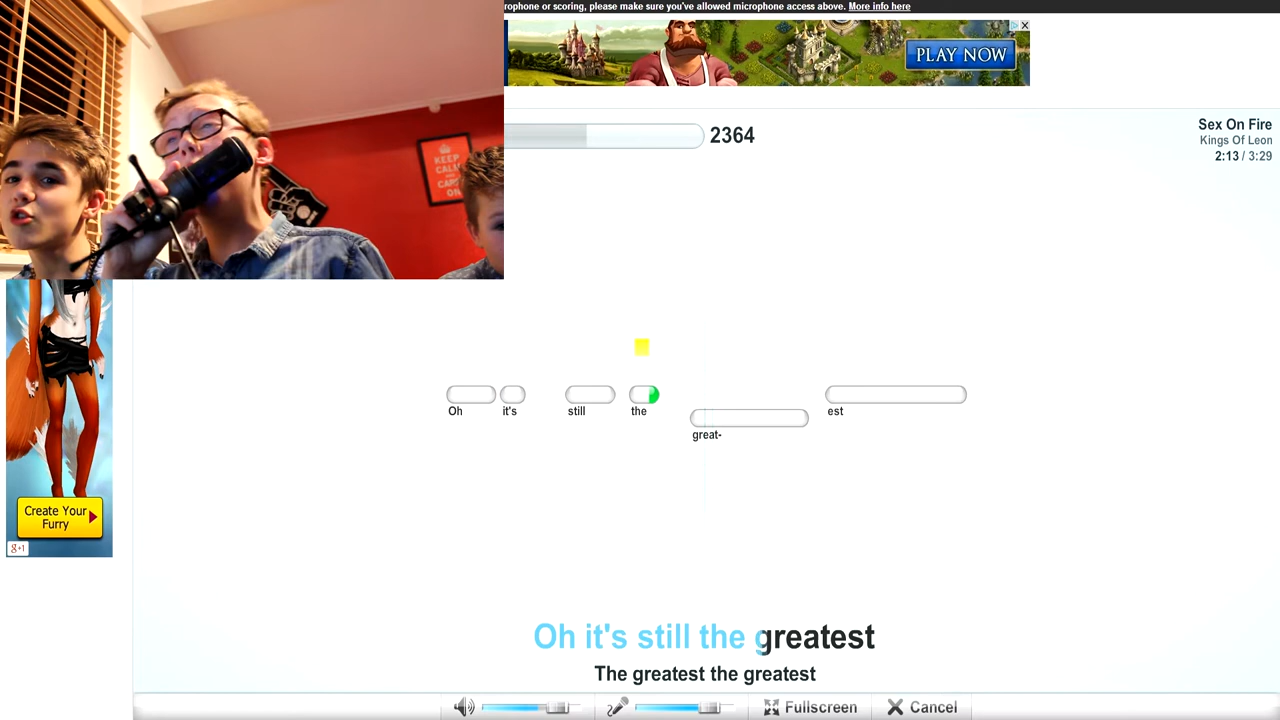 rophone or scoring, please make sure you've allowed microphone access above. More info here
PLAY NOW
2364
Sex On Fire
Kings Of Leon
2:13 / 3:29
KEEP
CALM
ON
Oh it's still the est
great-
Create Your
Furry
g+1
Oh it's still the greatest
The greatest the greatest
Fullscreen Cancel